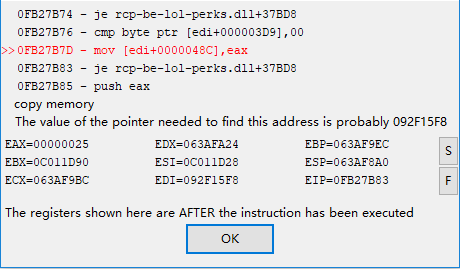 0FB27B74 - je rcp-be-lol-perks.dll+37BD8
0FB27B76 - cmp byte ptr [edi+000003D9],00
>>0FB27B7D - mov [edi+0000048C],eax
0FB27B83 - je rcp-be-lol-perks.dll+37BD8
0FB27B85 - push eax
copy memory
The value of the pointer needed to find this address is probably 092F15F8
EAX=00000025 EDX=063AFA24 EBP=063AF9EC
EBX=0C011D90 ESI=0C011D28 ESP=063AF8A0
ECX=063AF9BC EDI=092F15F8 EIP=0FB27B83
S
F
The registers shown here are AFTER the instruction has been executed
OK